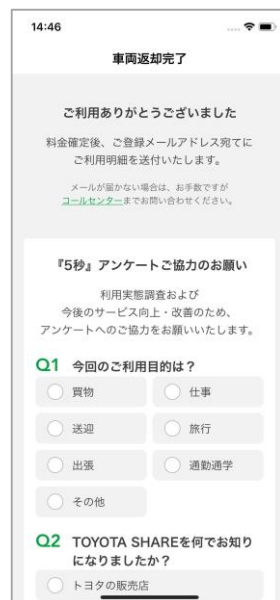 14:46
車両返却完了
ご利用ありがとうございました
料金確定後、ご登録メールアドレス宛てに
ご利用明細を送付いたします。
メールが届かない場合は、お手数ですが
コールセンターまでお問い合わせください。
『5秒』アンケートご協力のお願い
利用実態調査および
今後のサービス向上・改善のため、
アンケートへのご協力をお願いいたします。
Q1 今回のご利用目的は？
買物 仕事
送迎 旅行
出張 通勤通学
その他
Q2 TOYOTA SHAREを何でお知り
になりましたか？
トヨタの販売店